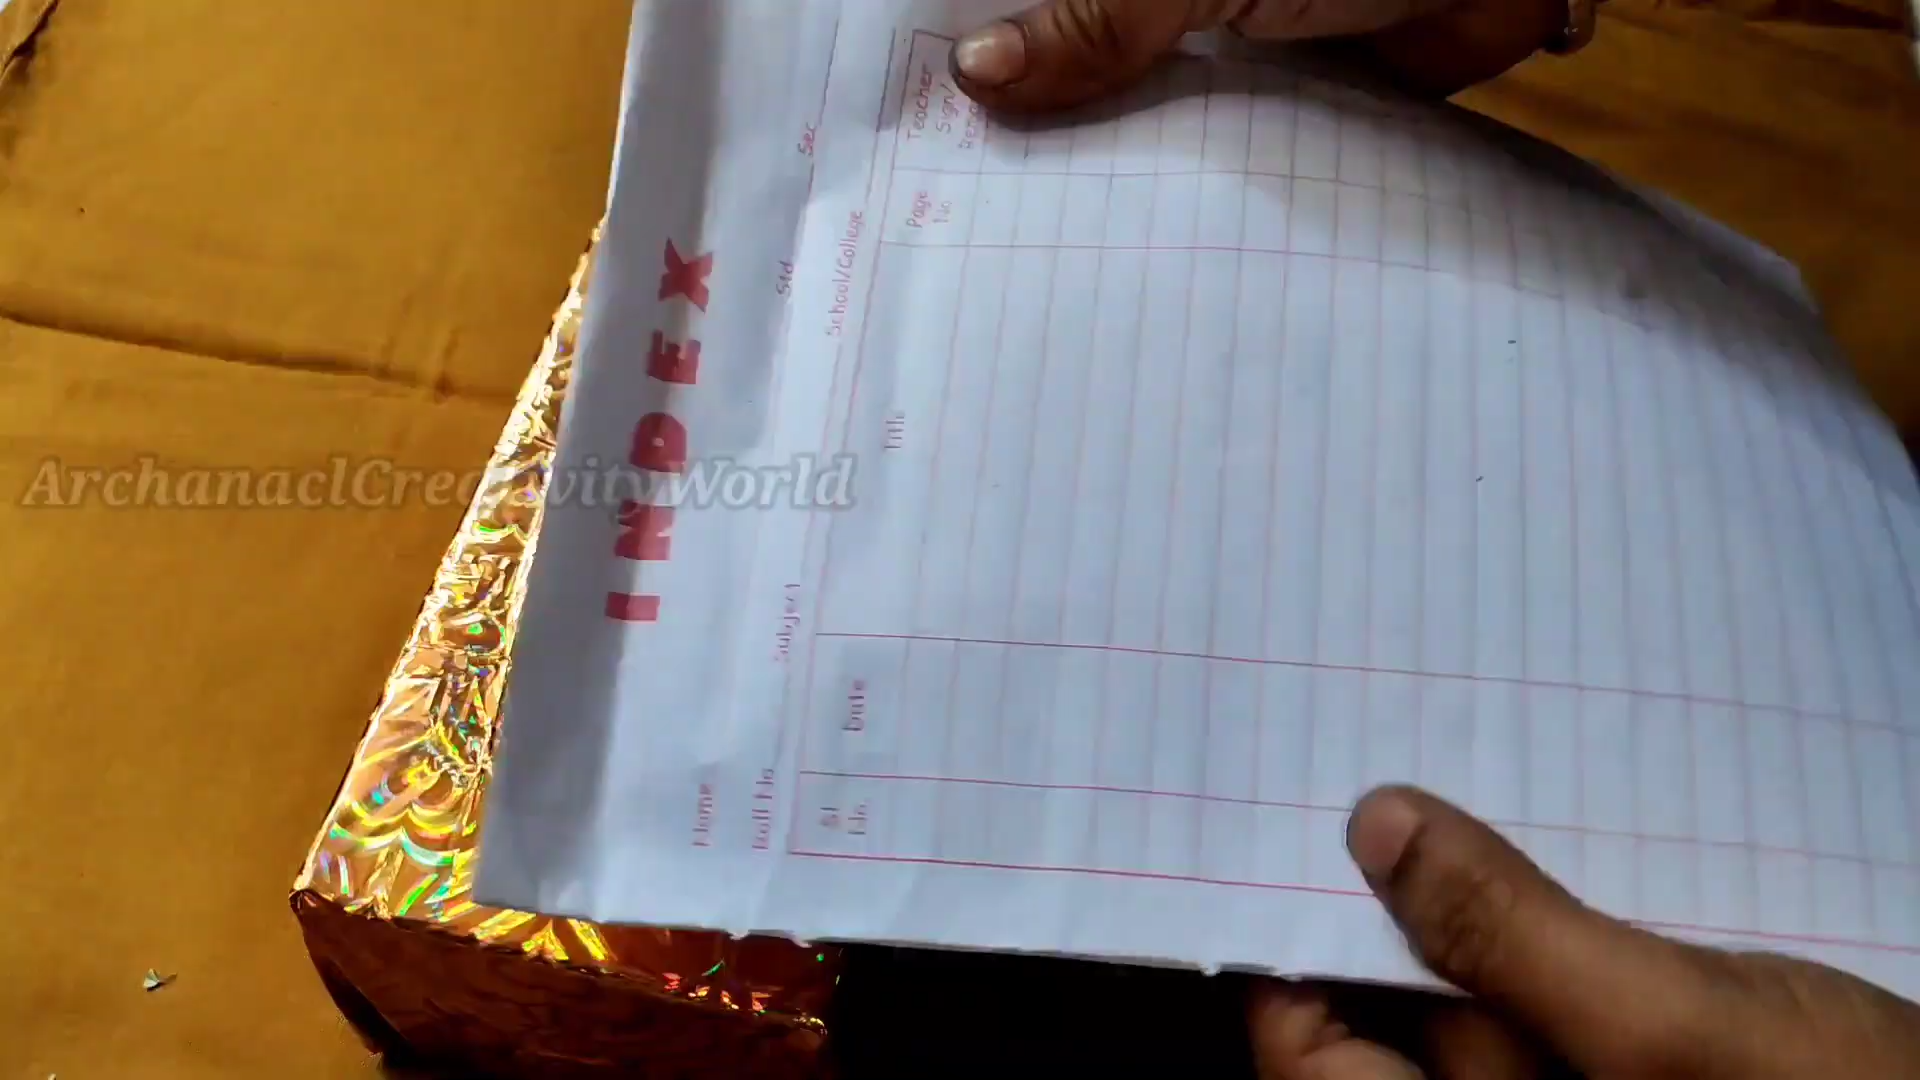 INDEX
Name
Std
Sec
Roll No
Subject
School/College
Sl
No.
Date
Title
Page
No
Teacher
Sign/
ArchanaclCreativityWorld